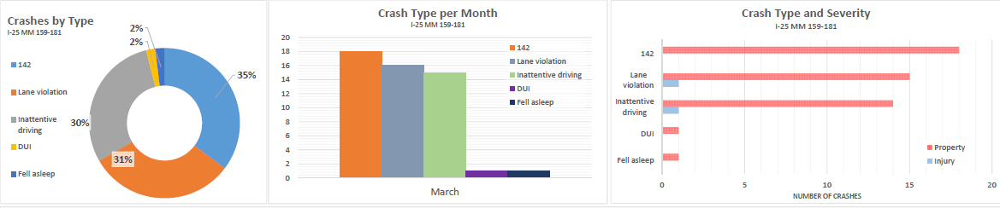 Crashes by Type
I-25 MM 159-181
2%
2%
35%
30%
31%
142
Lane violation
Inattentive
driving
DUI
Fell asleep
Crash Type per Month
I-25 MM 159-181
20
18
16
14
12
10
8
6
4
2
0
March
142
Lane violation
Inattentive driving
DUI
Fell asleep
Crash Type and Severity
I-25 MM 159-181
142
Lane
violation
Inattentive
driving
DUI
Fell asleep
Property
Injury
0 5 10 15 20
NUMBER OF CRASHES